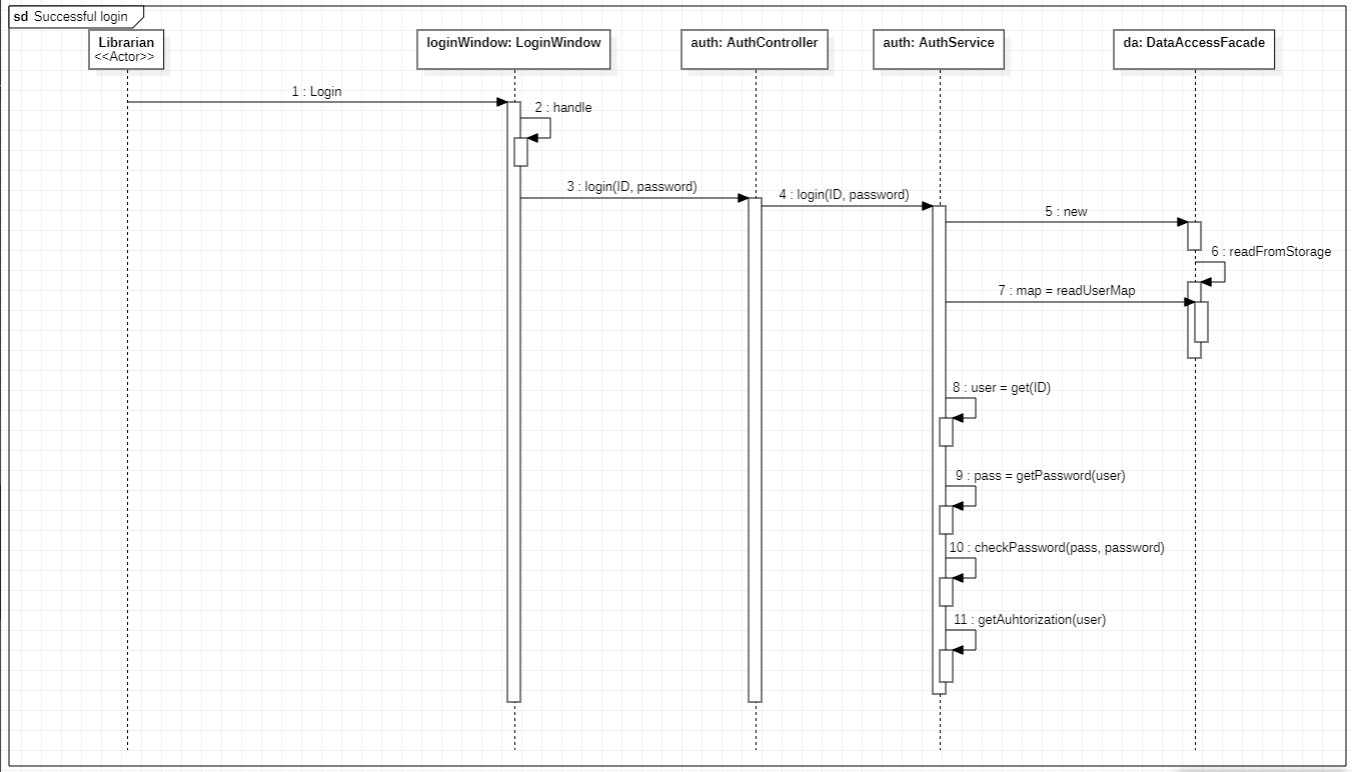 sd Successful login
Librarian
<<Actor>>
loginWindow: LoginWindow
auth: AuthController
auth: AuthService
da: DataAccessFacade
1 : Login
2 : handle
3 : login(ID, password)
4 : login(ID, password)
5 : new
6 : readFromStorage
7 : map = readUserMap
8 : user = get(ID)
9 : pass = getPassword(user)
10 : checkPassword(pass, password)
11 : getAuhtorization(user)